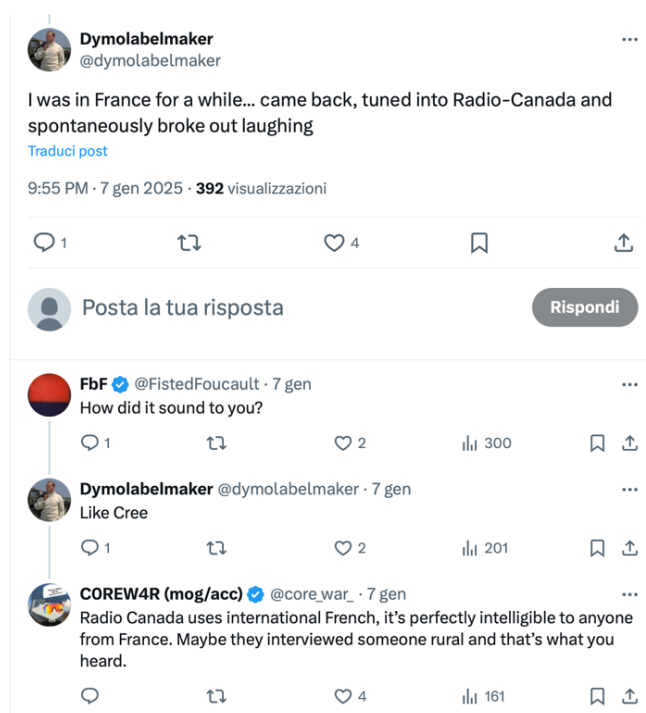 Dymolabelmaker
@dymolabelmaker
I was in France for a while... came back, tuned into Radio-Canada and
spontaneously broke out laughing
Traduci post
9:55 PM · 7 gen 2025 · 392 visualizzazioni
1 4
Posta la tua risposta Rispondi
FbF @FistedFoucault · 7 gen
How did it sound to you?
1 2 300
Dymolabelmaker @dymolabelmaker · 7 gen
Like Cree
1 2 201
C0REW4R (mog/acc) @core_war_ · 7 gen
Radio Canada uses international French, it's perfectly intelligible to anyone
from France. Maybe they interviewed someone rural and that's what you
heard.
4 161